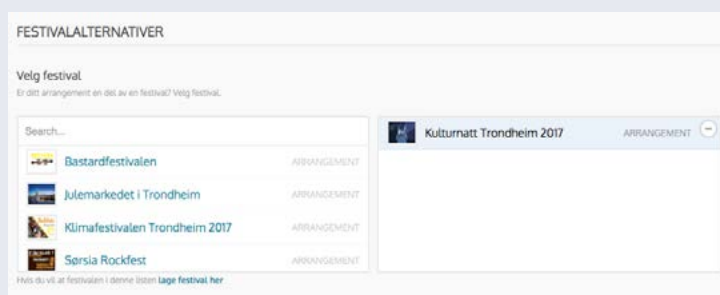 FESTIVALALTERNATIVER
Velg festival
Er ditt arrangement en del av en festival? Velg festival.
Search...
Bastardfestivalen ARRANGEMENT
Julemarkedet i Trondheim ARRANGEMENT
Klimafestivalen Trondheim 2017 ARRANGEMENT
Sørsia Rockfest ARRANGEMENT
Kulturnatt Trondheim 2017 ARRANGEMENT
Hvis du vil at festivalen i denne listen lage festival her